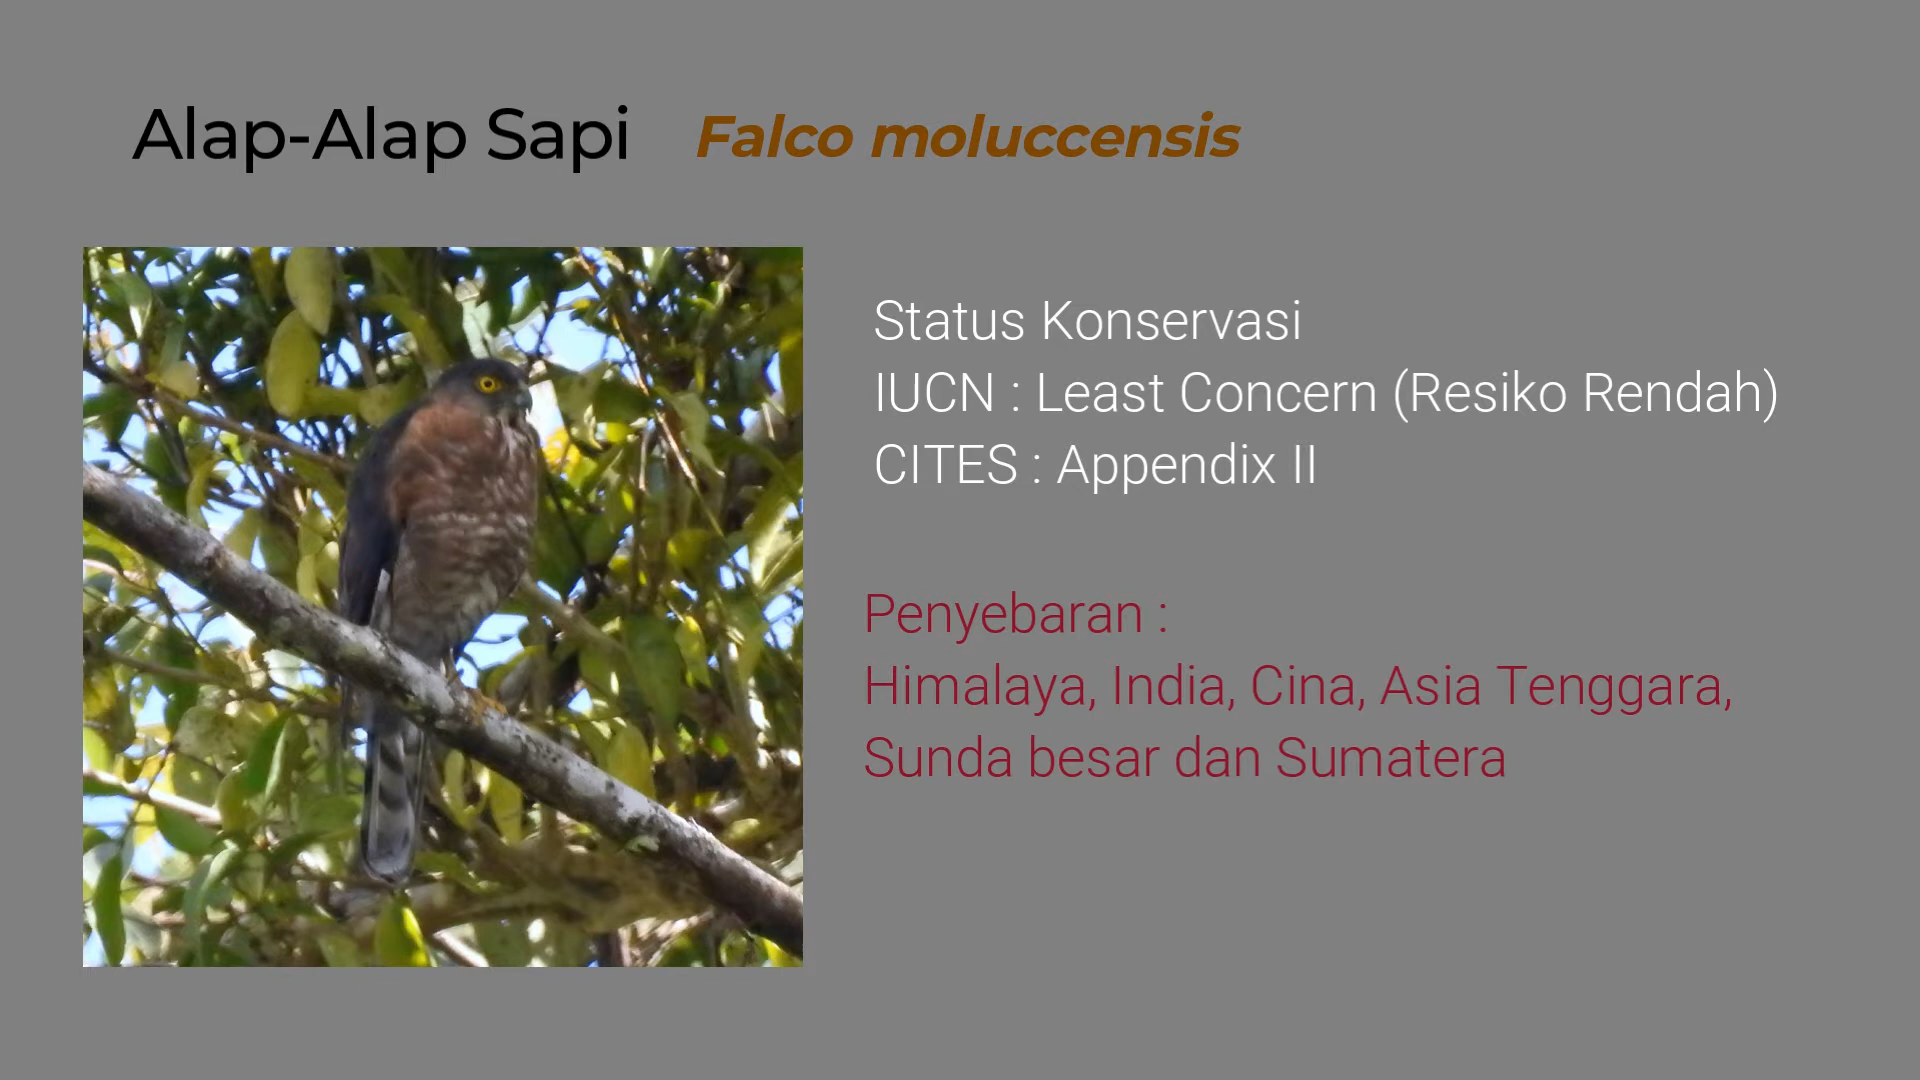 Alap-Alap Sapi Falco moluccensis
Status Konservasi
IUCN : Least Concern (Resiko Rendah)
CITES : Appendix II
Penyebaran :
Himalaya, India, Cina, Asia Tenggara,
Sunda besar dan Sumatera